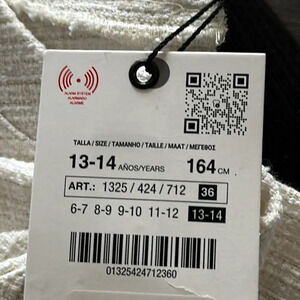 ALARM SYSTEM
ALARMADO
ALARME
TALLA / SIZE / TAMANHO / TAILLE / MAAT / ΜΕΓΕΘΟΣ
13-14 AÑOS/YEARS 164 CM
ART.: 1325 / 424 / 712 36
6-7 8-9 9-10 11-12 13-14
01325424712360